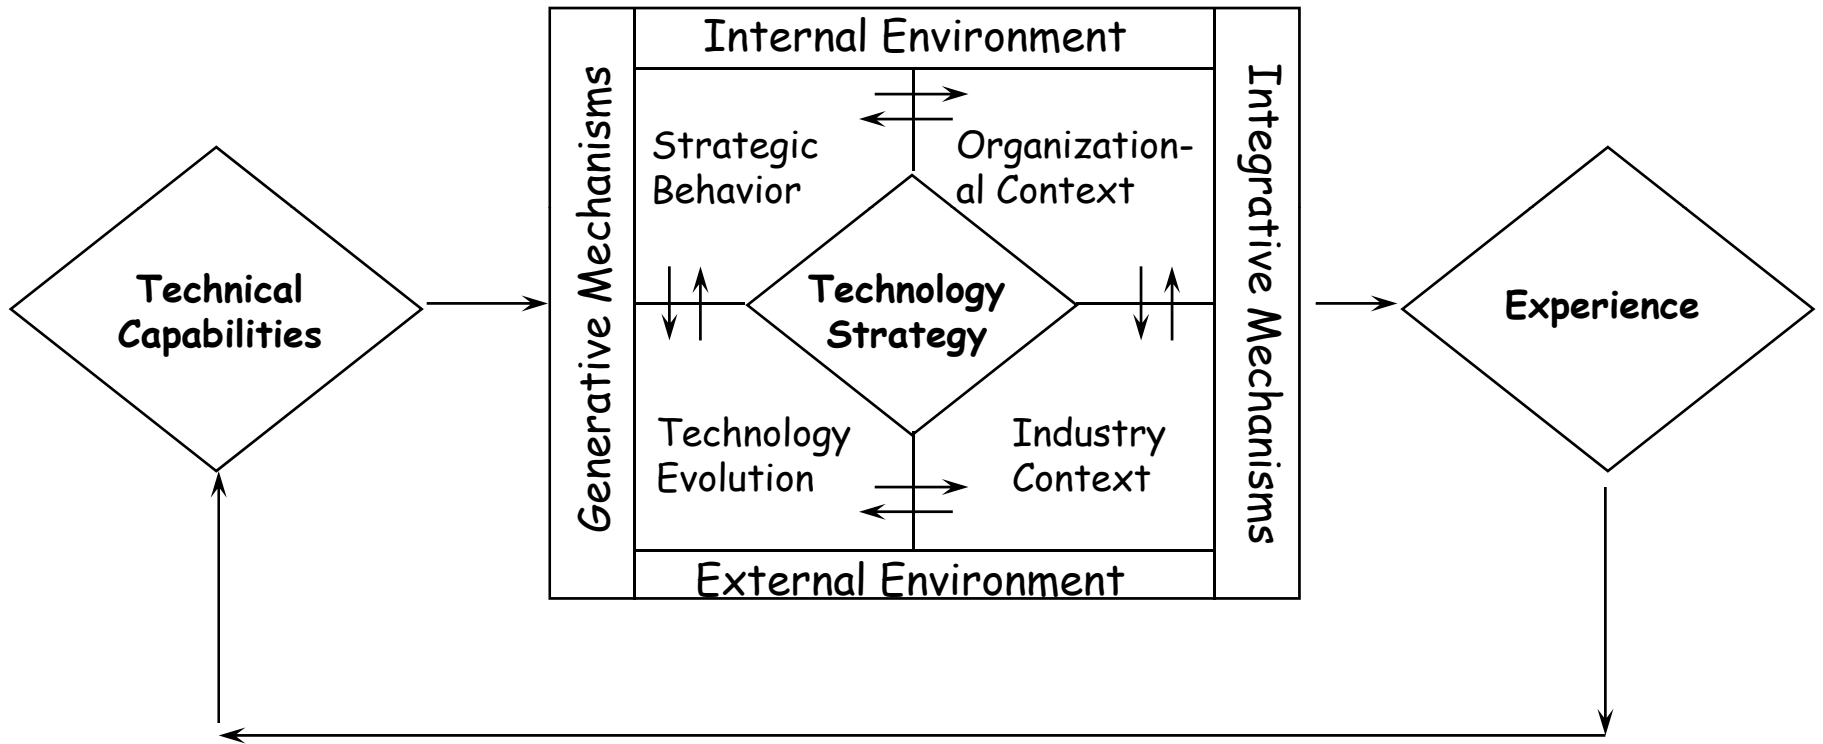 Internal Environment
Generative Mechanisms
Integrative Mechanisms
Strategic
Behavior
Organization-
al Context
Technical
Capabilities
Technology
Strategy
Experience
Technology
Evolution
Industry
Context
External Environment